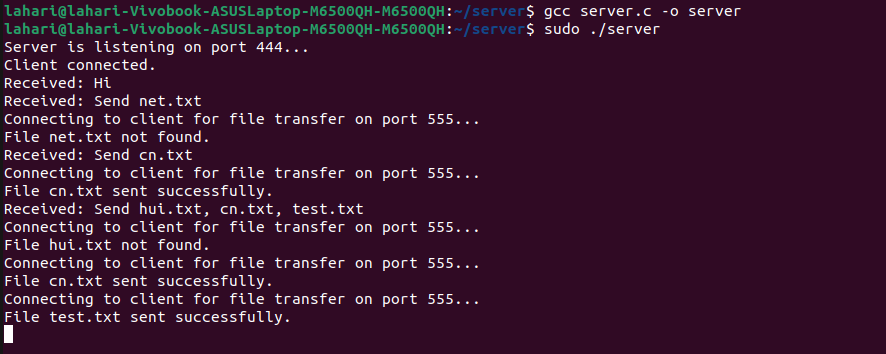 lahari@lahari-Vivobook-ASUSLaptop-M6500QH-M6500QH:~/server$ gcc server.c -o server
lahari@lahari-Vivobook-ASUSLaptop-M6500QH-M6500QH:~/server$ sudo ./server
Server is listening on port 444...
Client connected.
Received: Hi
Received: Send net.txt
Connecting to client for file transfer on port 555...
File net.txt not found.
Received: Send cn.txt
Connecting to client for file transfer on port 555...
File cn.txt sent successfully.
Received: Send hui.txt, cn.txt, test.txt
Connecting to client for file transfer on port 555...
File hui.txt not found.
Connecting to client for file transfer on port 555...
File cn.txt sent successfully.
Connecting to client for file transfer on port 555...
File test.txt sent successfully.